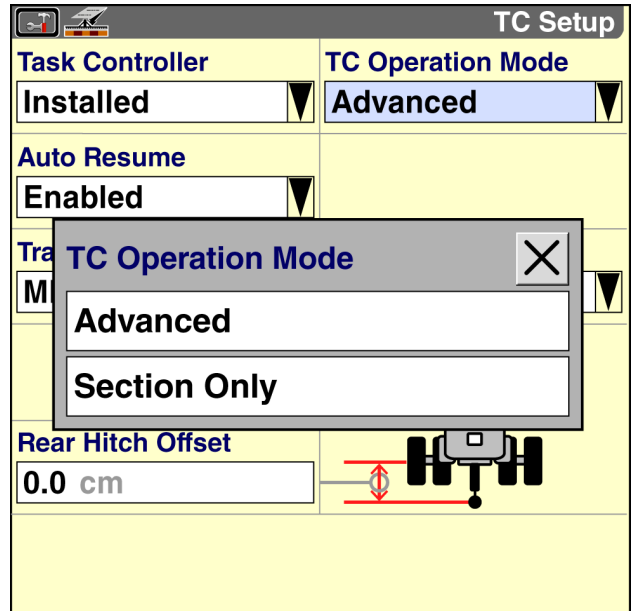 TC Setup
Task Controller
TC Operation Mode
Installed
Advanced
Auto Resume
Enabled
TC Operation Mode
Advanced
Section Only
Rear Hitch Offset
0.0 cm